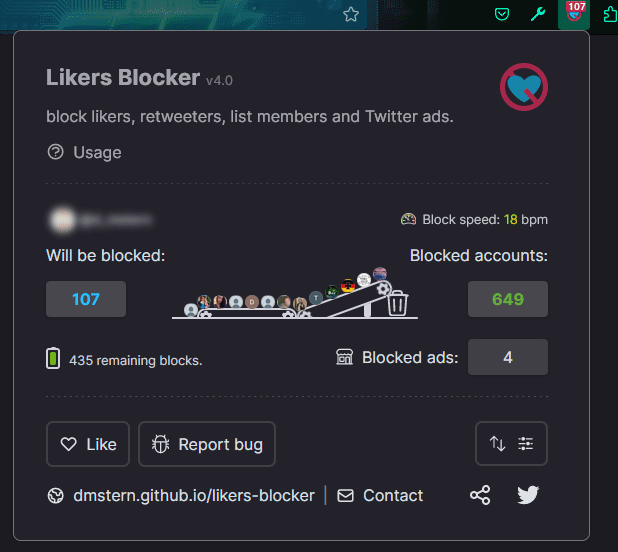 107
Likers Blocker v4.0
block likers, retweeters, list members and Twitter ads.
Usage
Block speed: 18 bpm
Will be blocked:
Blocked accounts:
107
D
T
649
435 remaining blocks.
Blocked ads: 4
Like
Report bug
dmstern.github.io/likers-blocker | Contact